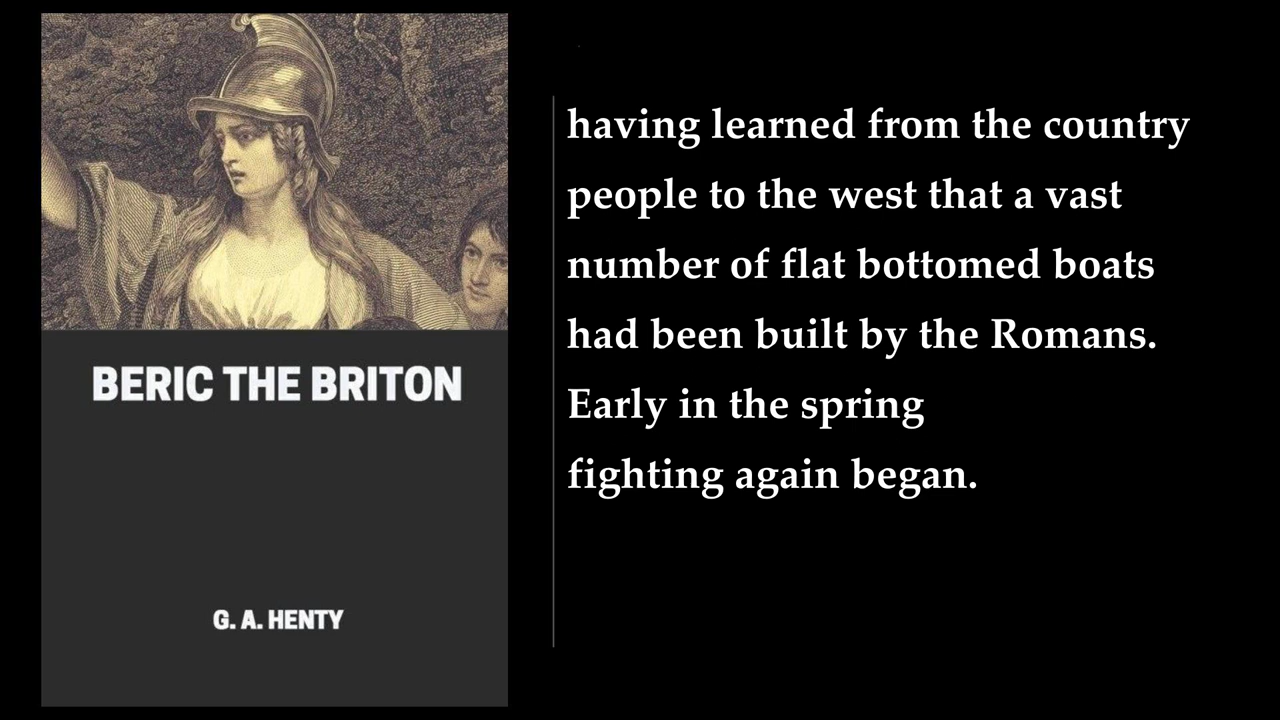 BERIC THE BRITON
G. A. HENTY
having learned from the country
people to the west that a vast
number of flat bottomed boats
had been built by the Romans.
Early in the spring
fighting again began.